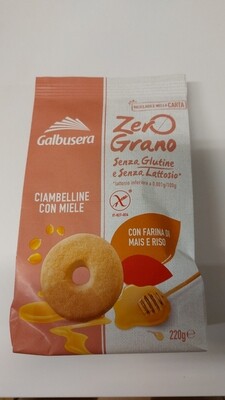 RICICLABILE NELLA CARTA
Galbusera
ZerO
Grano
Senza Glutine
e Senza Lattosio*
CIAMBELLINE
CON MIELE
CON FARINA DI
MAIS E RISO
220g e